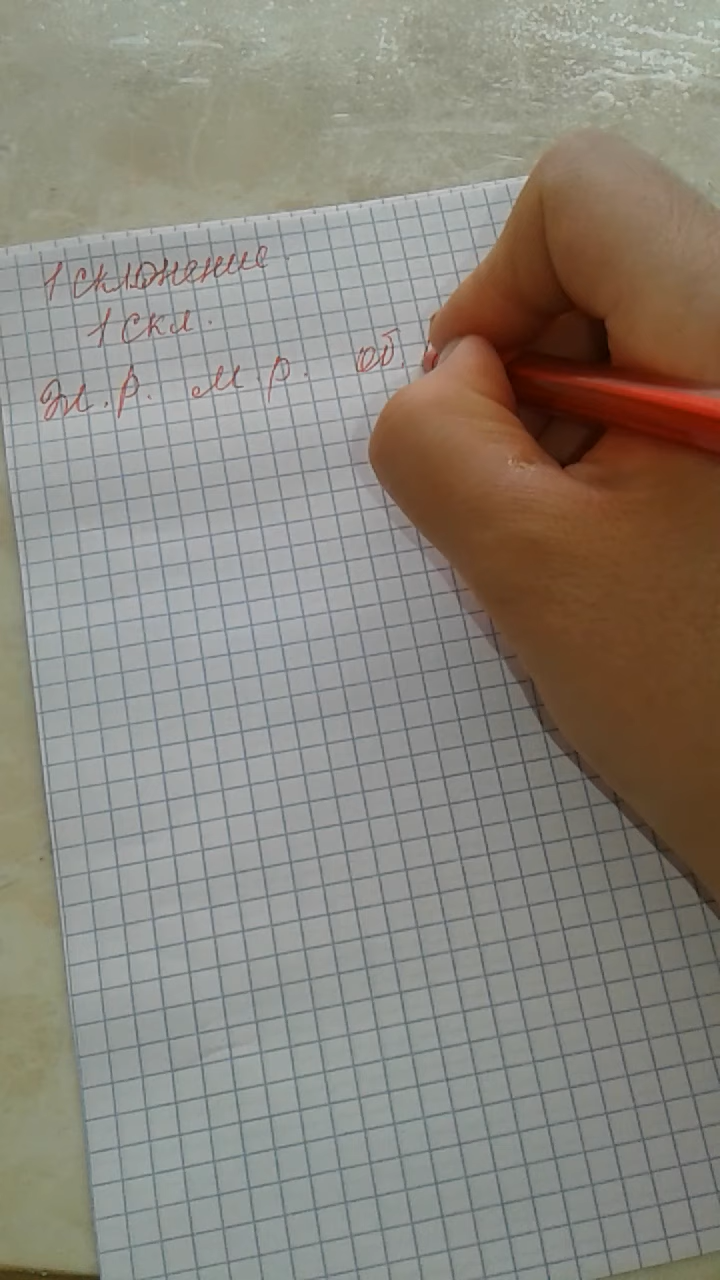 1 склонение.
1 скл.
ж.р. м.р. об.